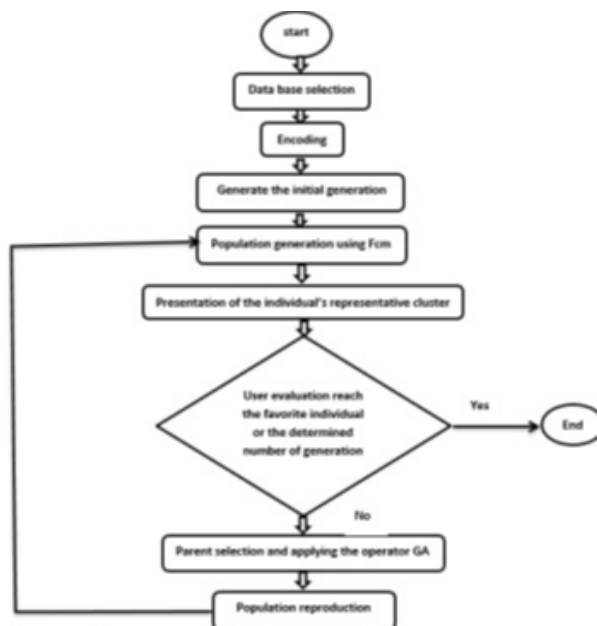 start
Data base selection
Encoding
Generate the initial generation
Population generation using Fcm
Presentation of the individual's representative cluster
User evaluation reach
the favorite individual
or the determined
number of generation
Yes
End
No
Parent selection and applying the operator GA
Population reproduction